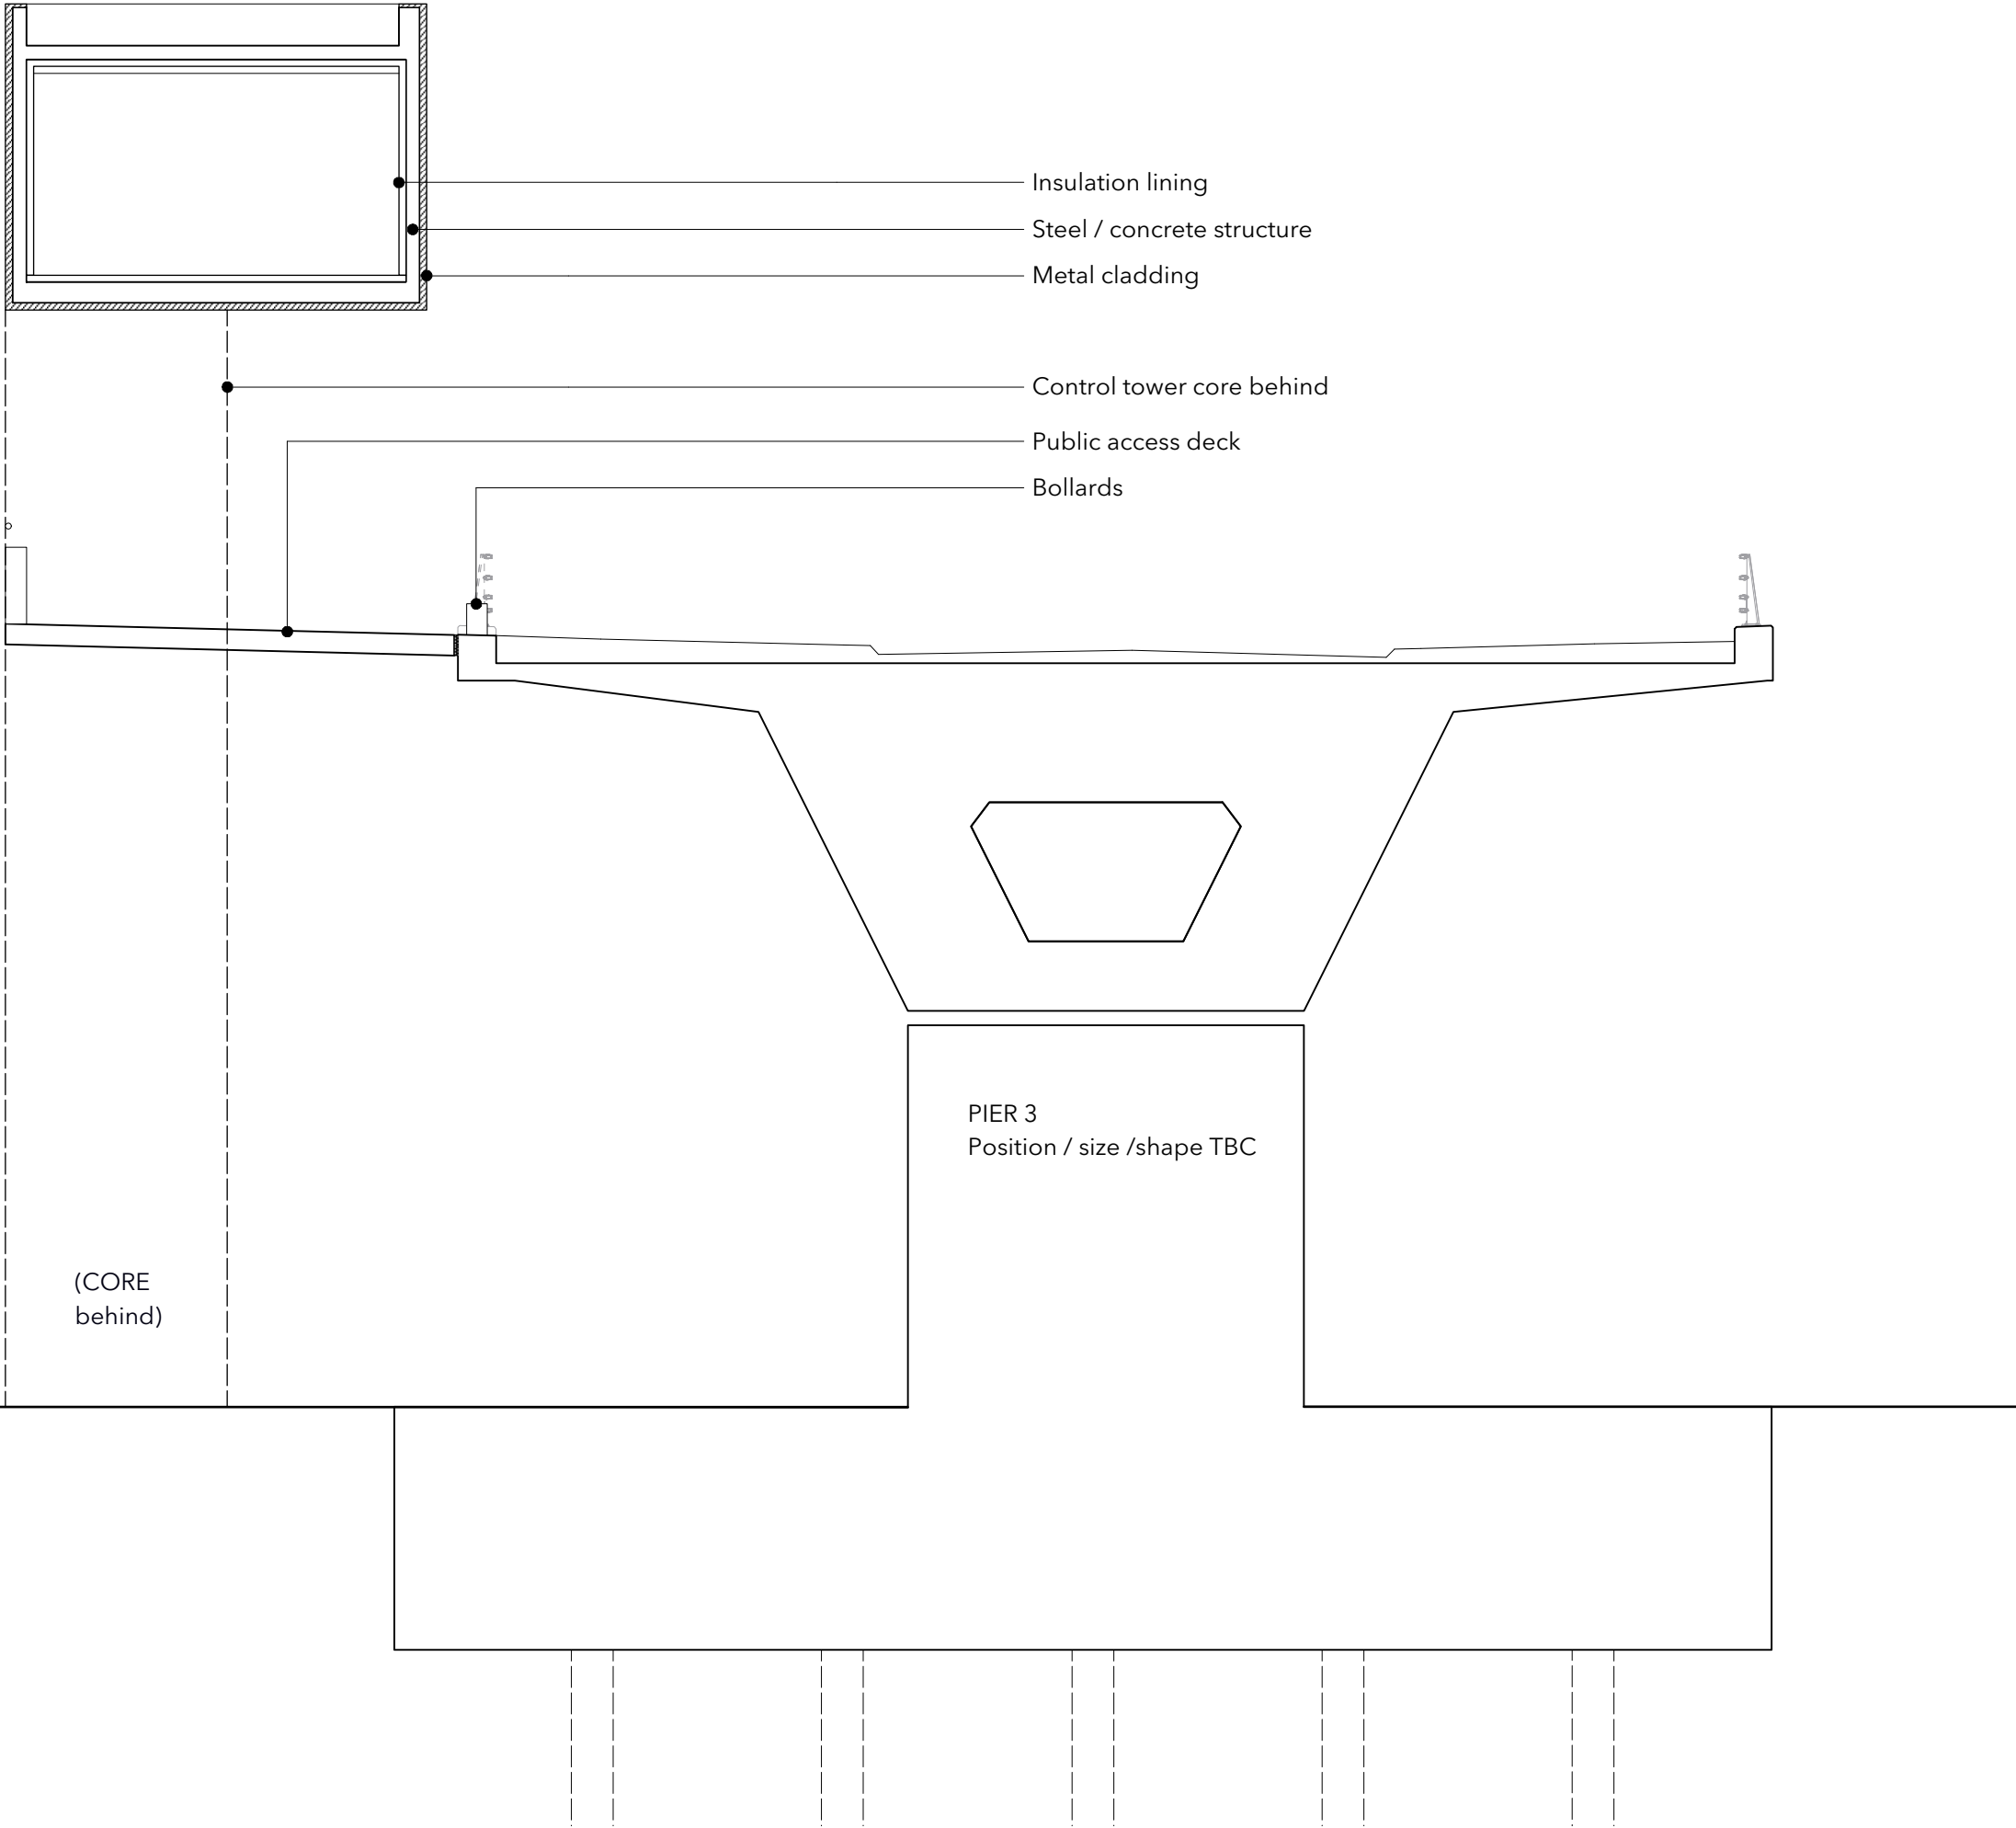 Insulation lining
Steel / concrete structure
Metal cladding
Control tower core behind
Public access deck
Bollards
PIER 3
Position / size /shape TBC
(CORE
behind)